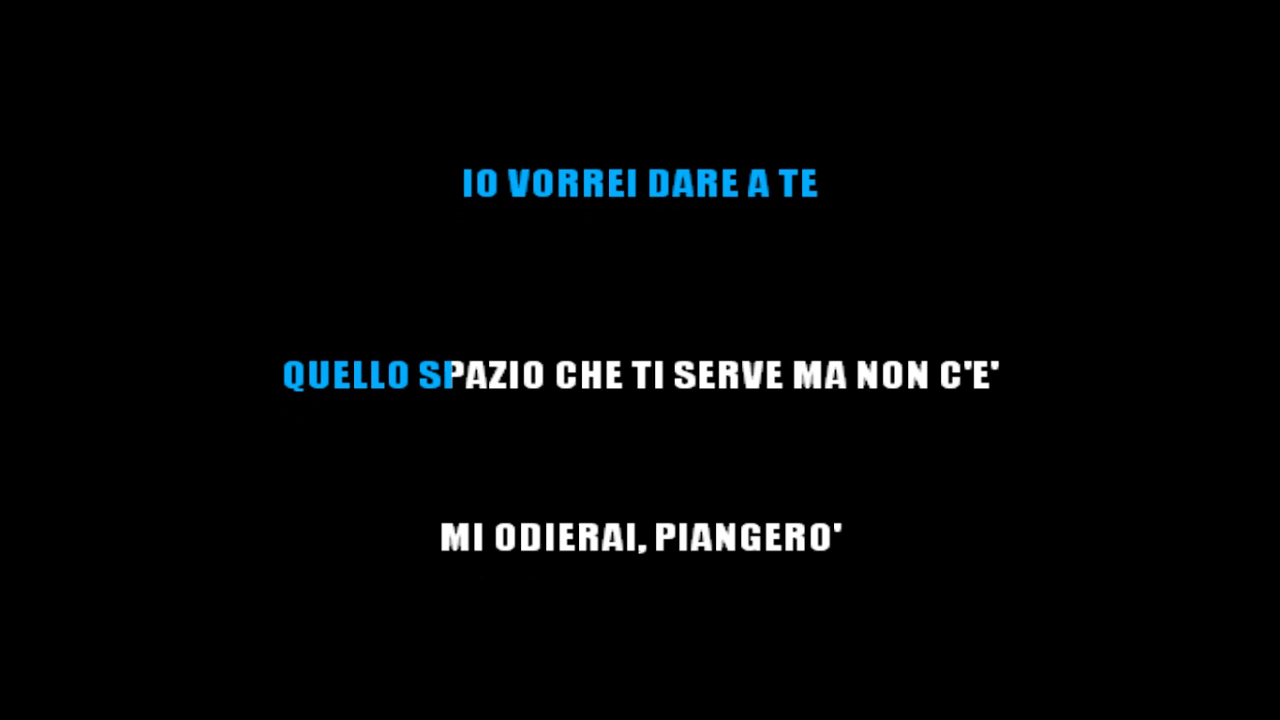 IO VORREI DARE A TE
QUELLO SPAZIO CHE TI SERVE MA NON C'E'
MI ODIERAI, PIANGERO'